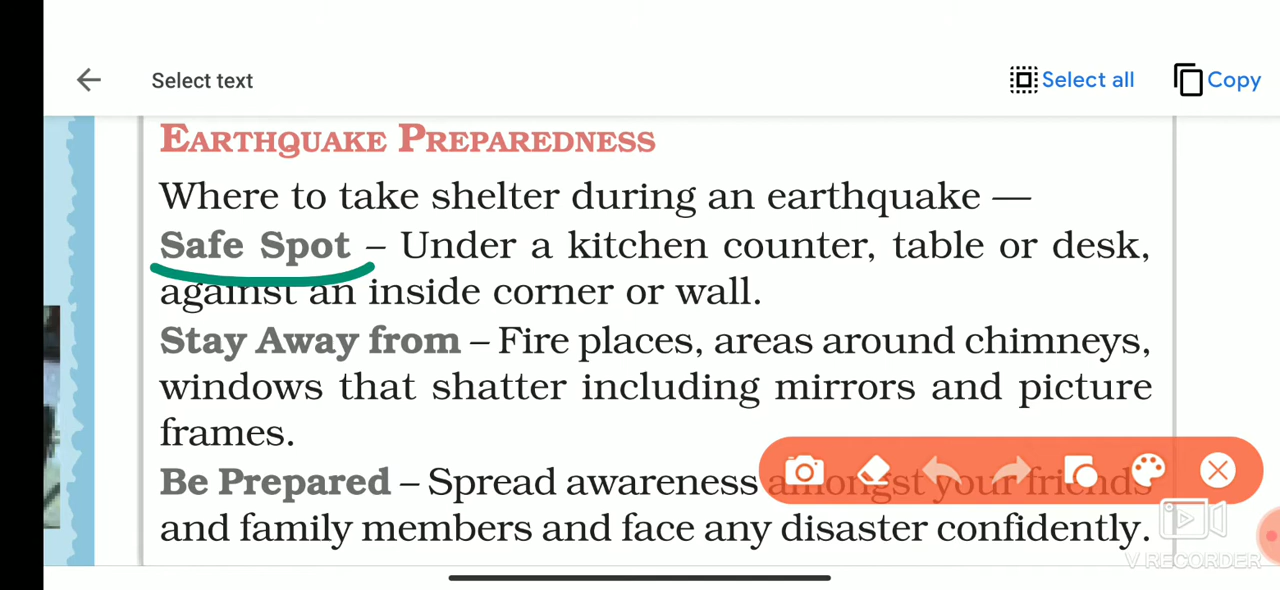 Select text
Select all
Copy
EARTHQUAKE PREPAREDNESS
Where to take shelter during an earthquake —
Safe Spot – Under a kitchen counter, table or desk,
against an inside corner or wall.
Stay Away from – Fire places, areas around chimneys,
windows that shatter including mirrors and picture
frames.
Be Prepared – Spread awareness amongst your friends
and family members and face any disaster confidently.
V RECORDER